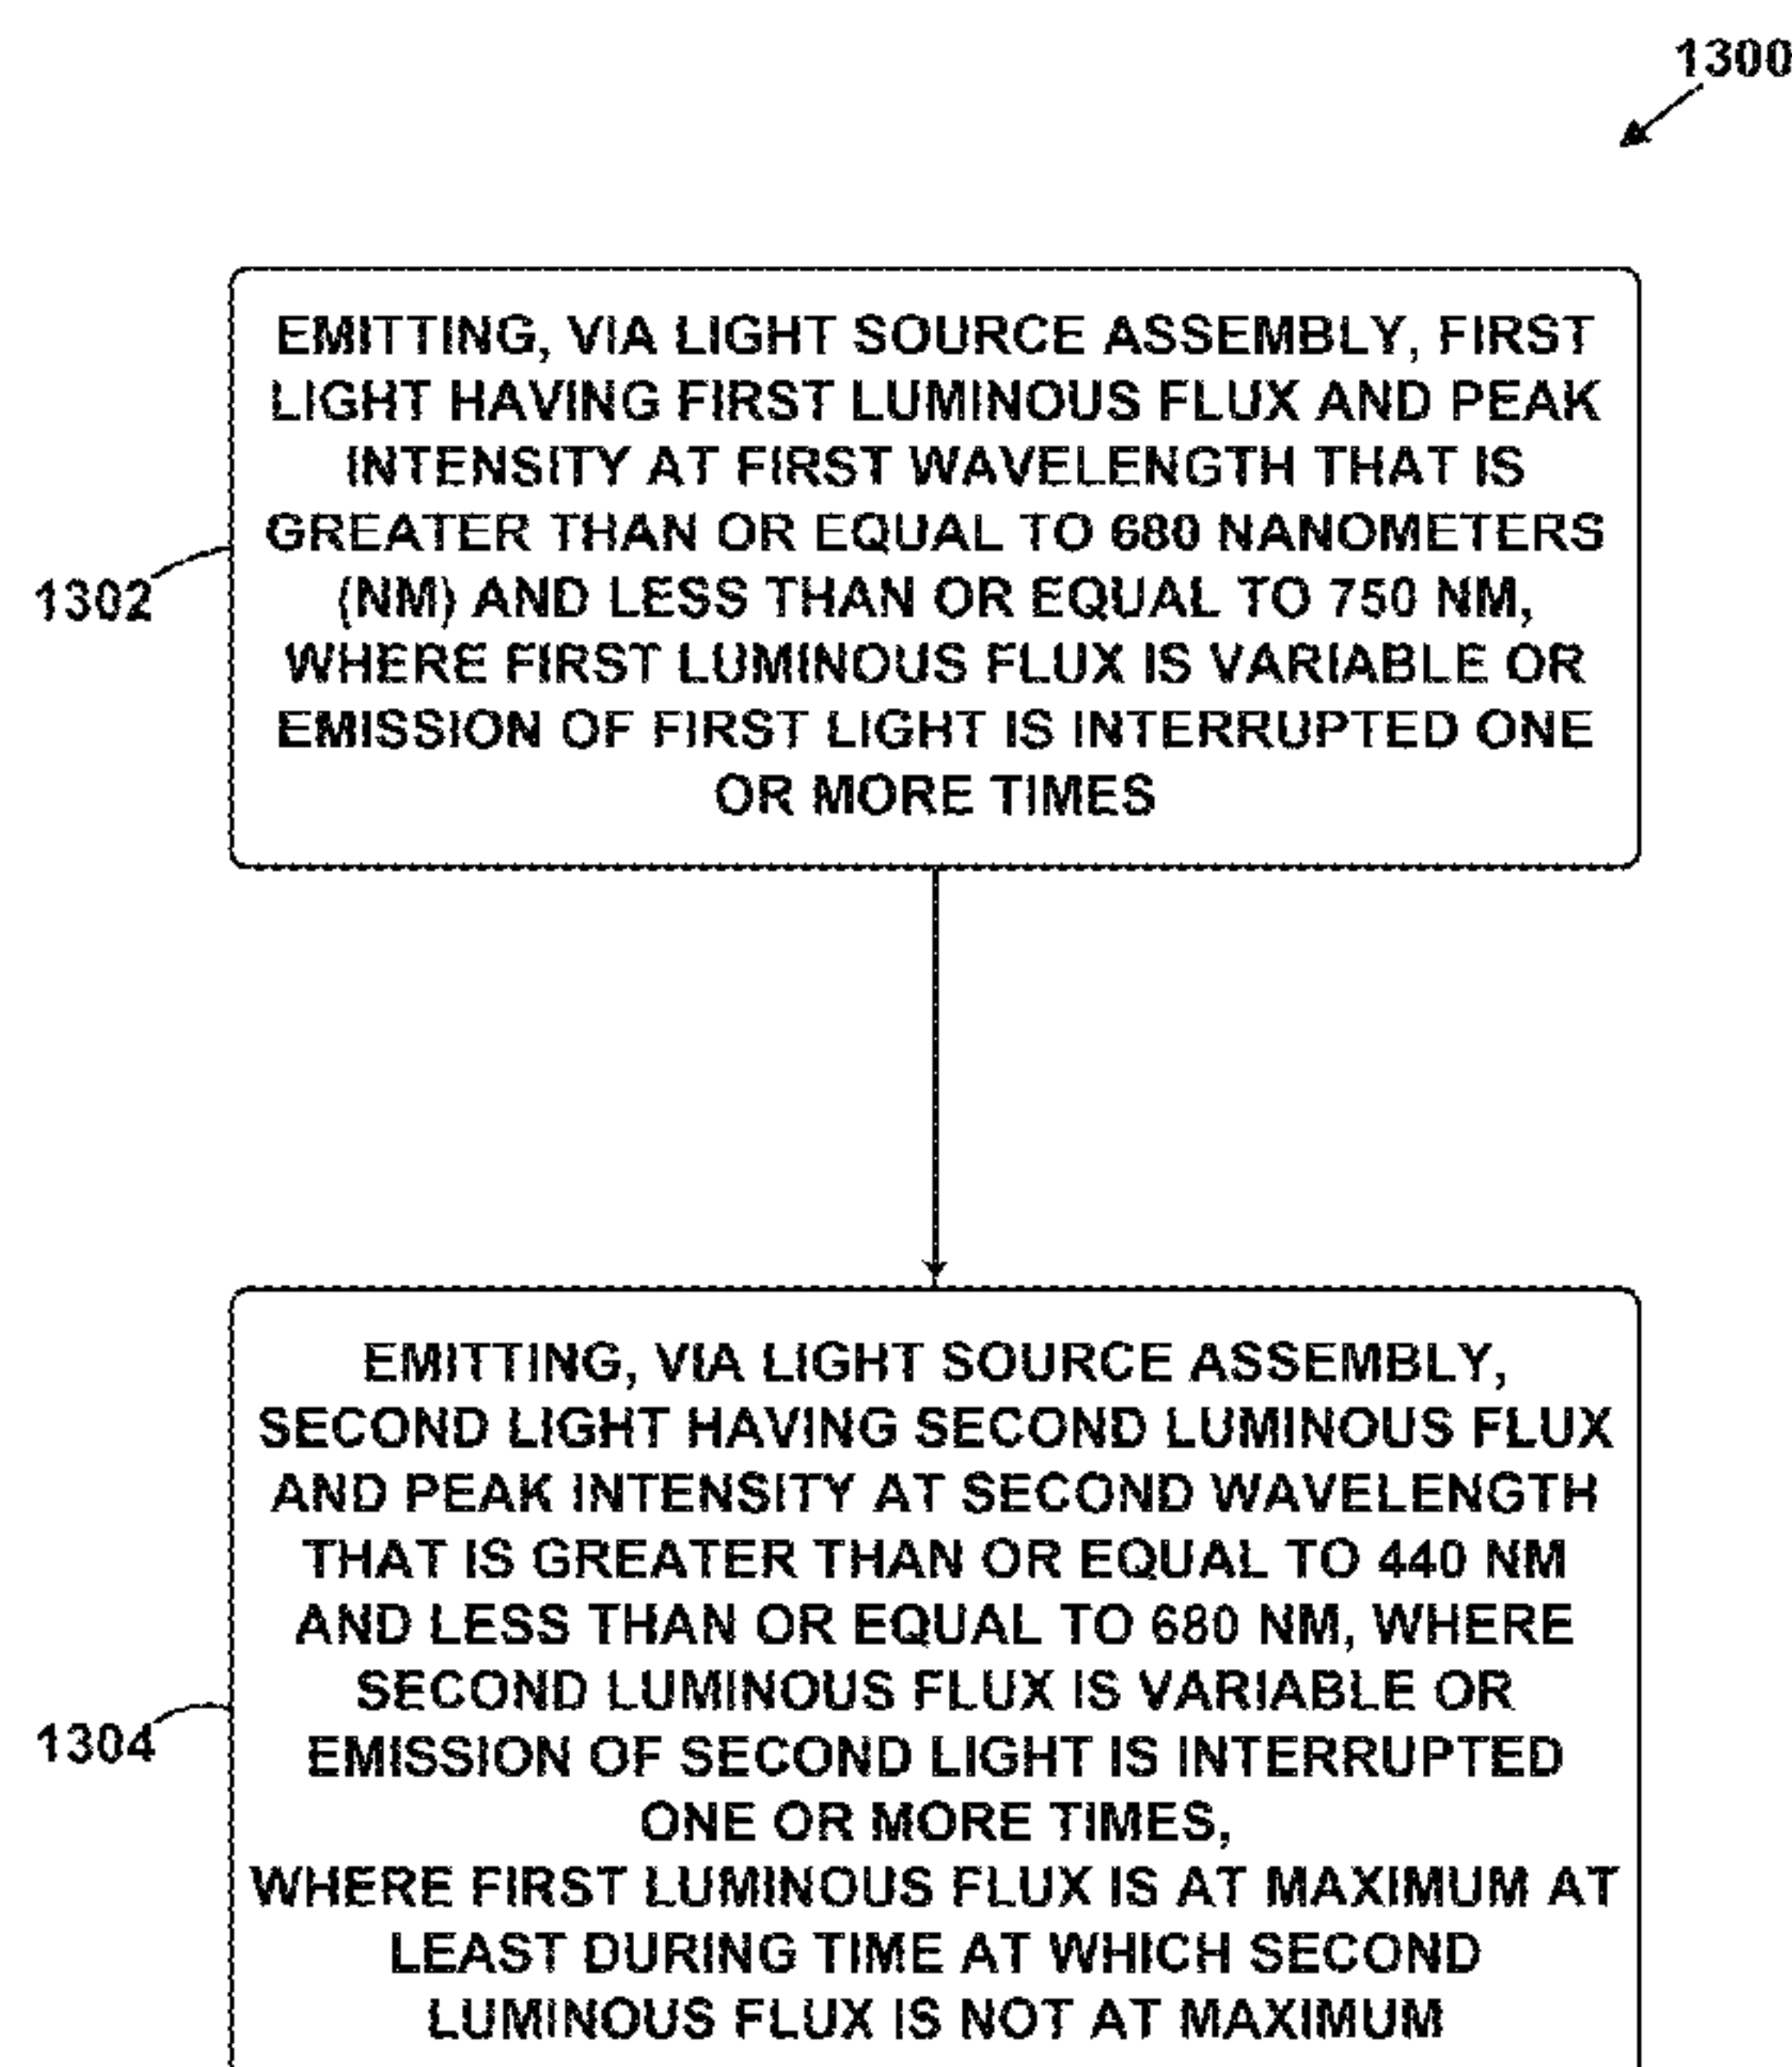 1300
EMITTING, VIA LIGHT SOURCE ASSEMBLY, FIRST
LIGHT HAVING FIRST LUMINOUS FLUX AND PEAK
INTENSITY AT FIRST WAVELENGTH THAT IS
GREATER THAN OR EQUAL TO 680 NANOMETERS
(NM) AND LESS THAN OR EQUAL TO 750 NM,
WHERE FIRST LUMINOUS FLUX IS VARIABLE OR
EMISSION OF FIRST LIGHT IS INTERRUPTED ONE
OR MORE TIMES
1302
EMITTING, VIA LIGHT SOURCE ASSEMBLY,
SECOND LIGHT HAVING SECOND LUMINOUS FLUX
AND PEAK INTENSITY AT SECOND WAVELENGTH
THAT IS GREATER THAN OR EQUAL TO 440 NM
AND LESS THAN OR EQUAL TO 680 NM, WHERE
SECOND LUMINOUS FLUX IS VARIABLE OR
EMISSION OF SECOND LIGHT IS INTERRUPTED
ONE OR MORE TIMES,
WHERE FIRST LUMINOUS FLUX IS AT MAXIMUM AT
LEAST DURING TIME AT WHICH SECOND
LUMINOUS FLUX IS NOT AT MAXIMUM
1304